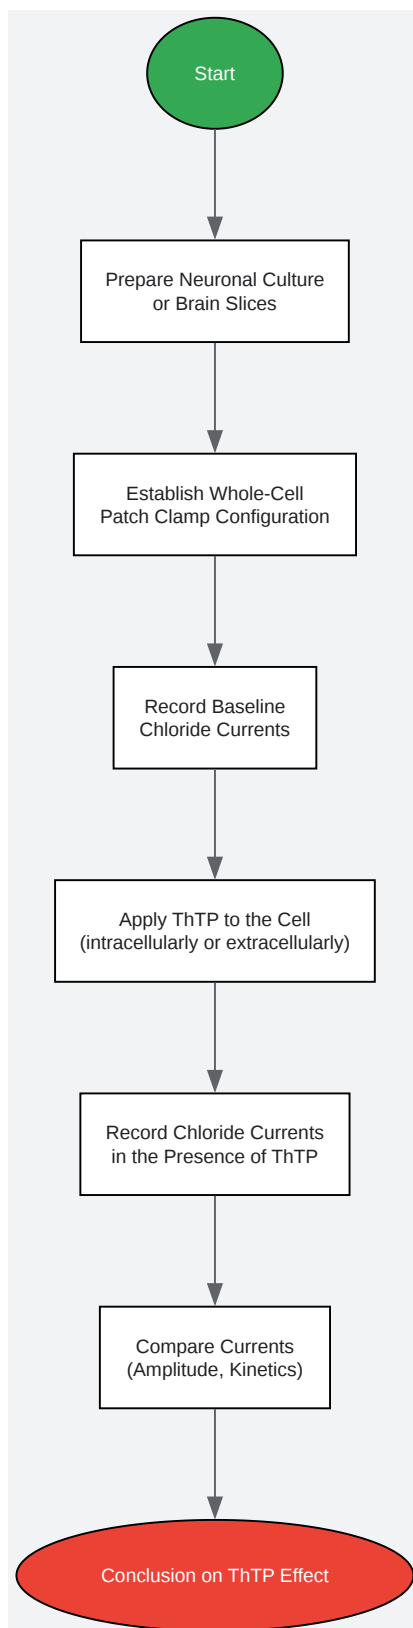 Start
Prepare Neuronal Culture
or Brain Slices
Establish Whole-Cell
Patch Clamp Configuration
Record Baseline
Chloride Currents
Apply ThTP to the Cell
(intracellularly or extracellularly)
Record Chloride Currents
in the Presence of ThTP
Compare Currents
(Amplitude, Kinetics)
Conclusion on ThTP Effect